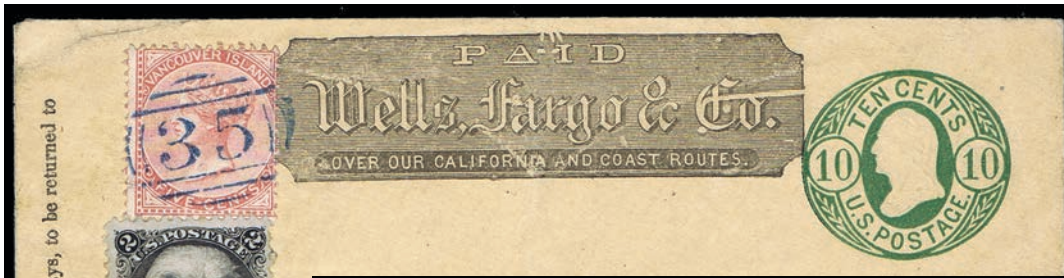 VANCOUVER ISLAND
35
FIVE CENTS
PAID
Wells, Fargo & Co.
OVER OUR CALIFORNIA AND COAST ROUTES.
TEN CENTS
10 10
U.S. POSTAGE.
ys, to be returned to
2 U.S. POSTAGE 2